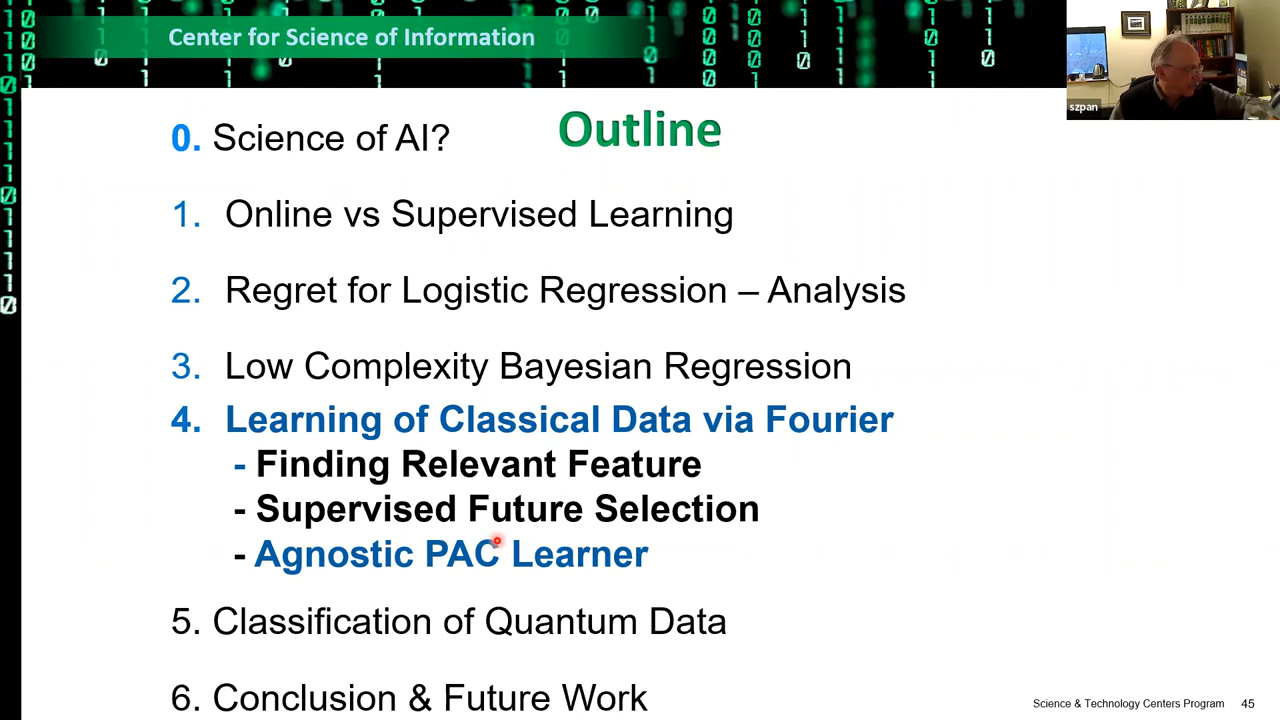 Center for Science of Information
szpan
Outline
0. Science of AI?
1. Online vs Supervised Learning
2. Regret for Logistic Regression – Analysis
3. Low Complexity Bayesian Regression
4. Learning of Classical Data via Fourier
- Finding Relevant Feature
- Supervised Future Selection
- Agnostic PAC Learner
5. Classification of Quantum Data
6. Conclusion & Future Work
Science & Technology Centers Program 45